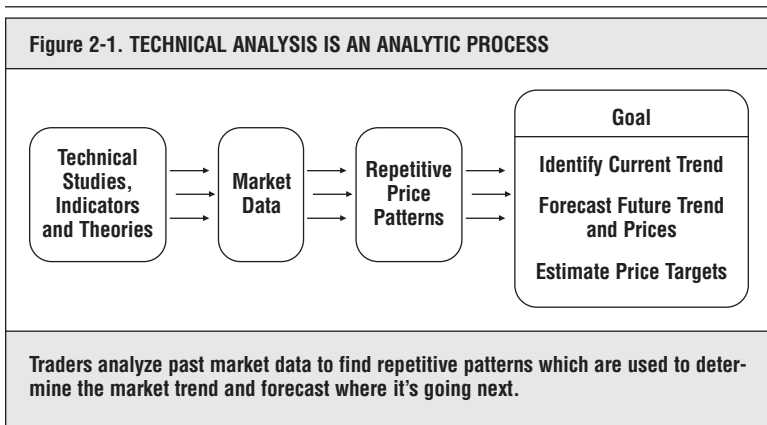 Figure 2-1. TECHNICAL ANALYSIS IS AN ANALYTIC PROCESS
Technical
Studies,
Indicators
and Theories
Market
Data
Repetitive
Price
Patterns
Goal
Identify Current Trend
Forecast Future Trend
and Prices
Estimate Price Targets
Traders analyze past market data to find repetitive patterns which are used to deter-
mine the market trend and forecast where it's going next.